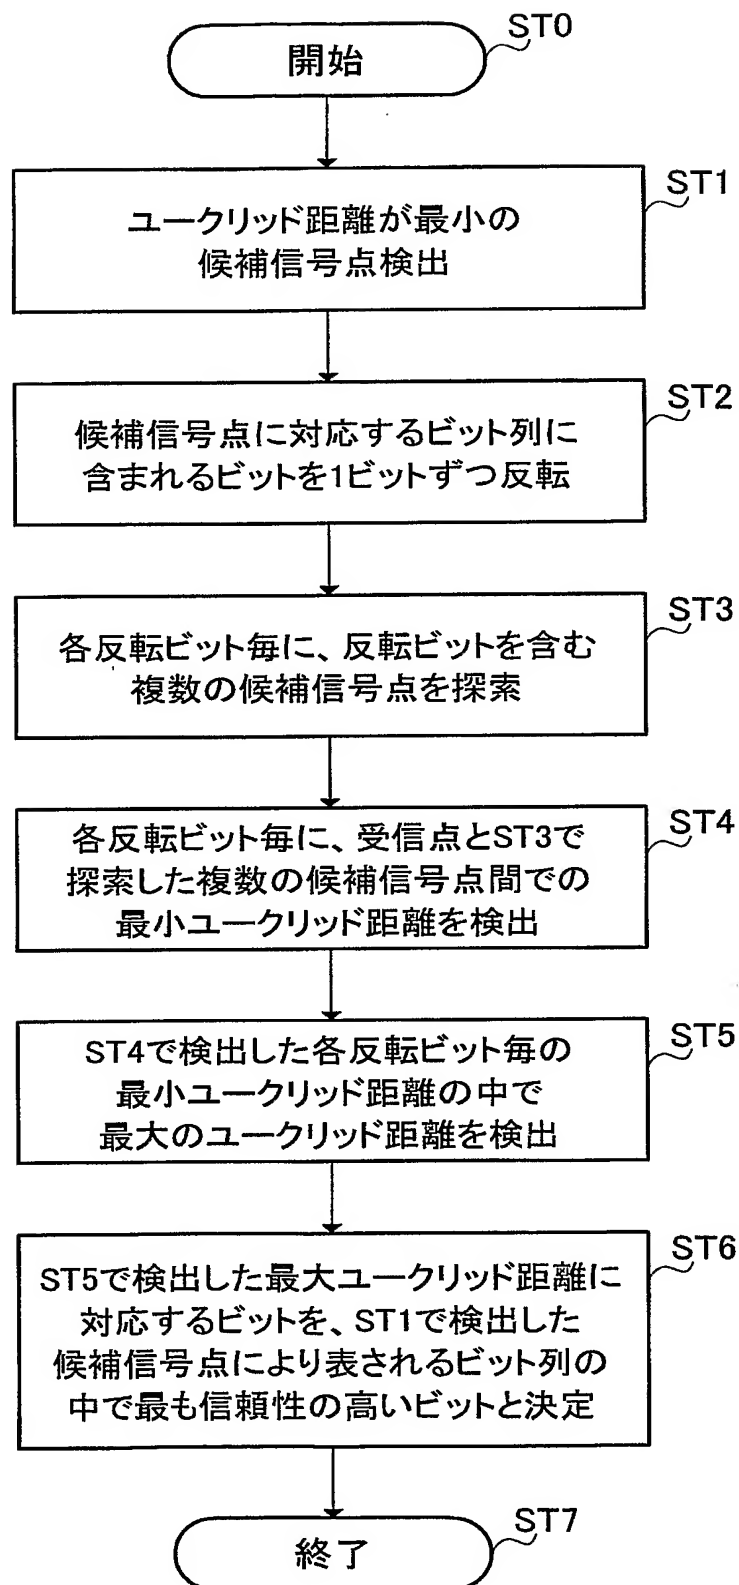 ST0
開始
ST1
ユークリッド距離が最小の
候補信号点検出
ST2
候補信号点に対応するビット列に
含まれるビットを1ビットずつ反転
ST3
各反転ビット毎に、反転ビットを含む
複数の候補信号点を探索
ST4
各反転ビット毎に、受信点とST3で
探索した複数の候補信号点間での
最小ユークリッド距離を検出
ST5
ST4で検出した各反転ビット毎の
最小ユークリッド距離の中で
最大のユークリッド距離を検出
ST6
ST5で検出した最大ユークリッド距離に
対応するビットを、ST1で検出した
候補信号点により表されるビット列の
中で最も信頼性の高いビットと決定
ST7
終了